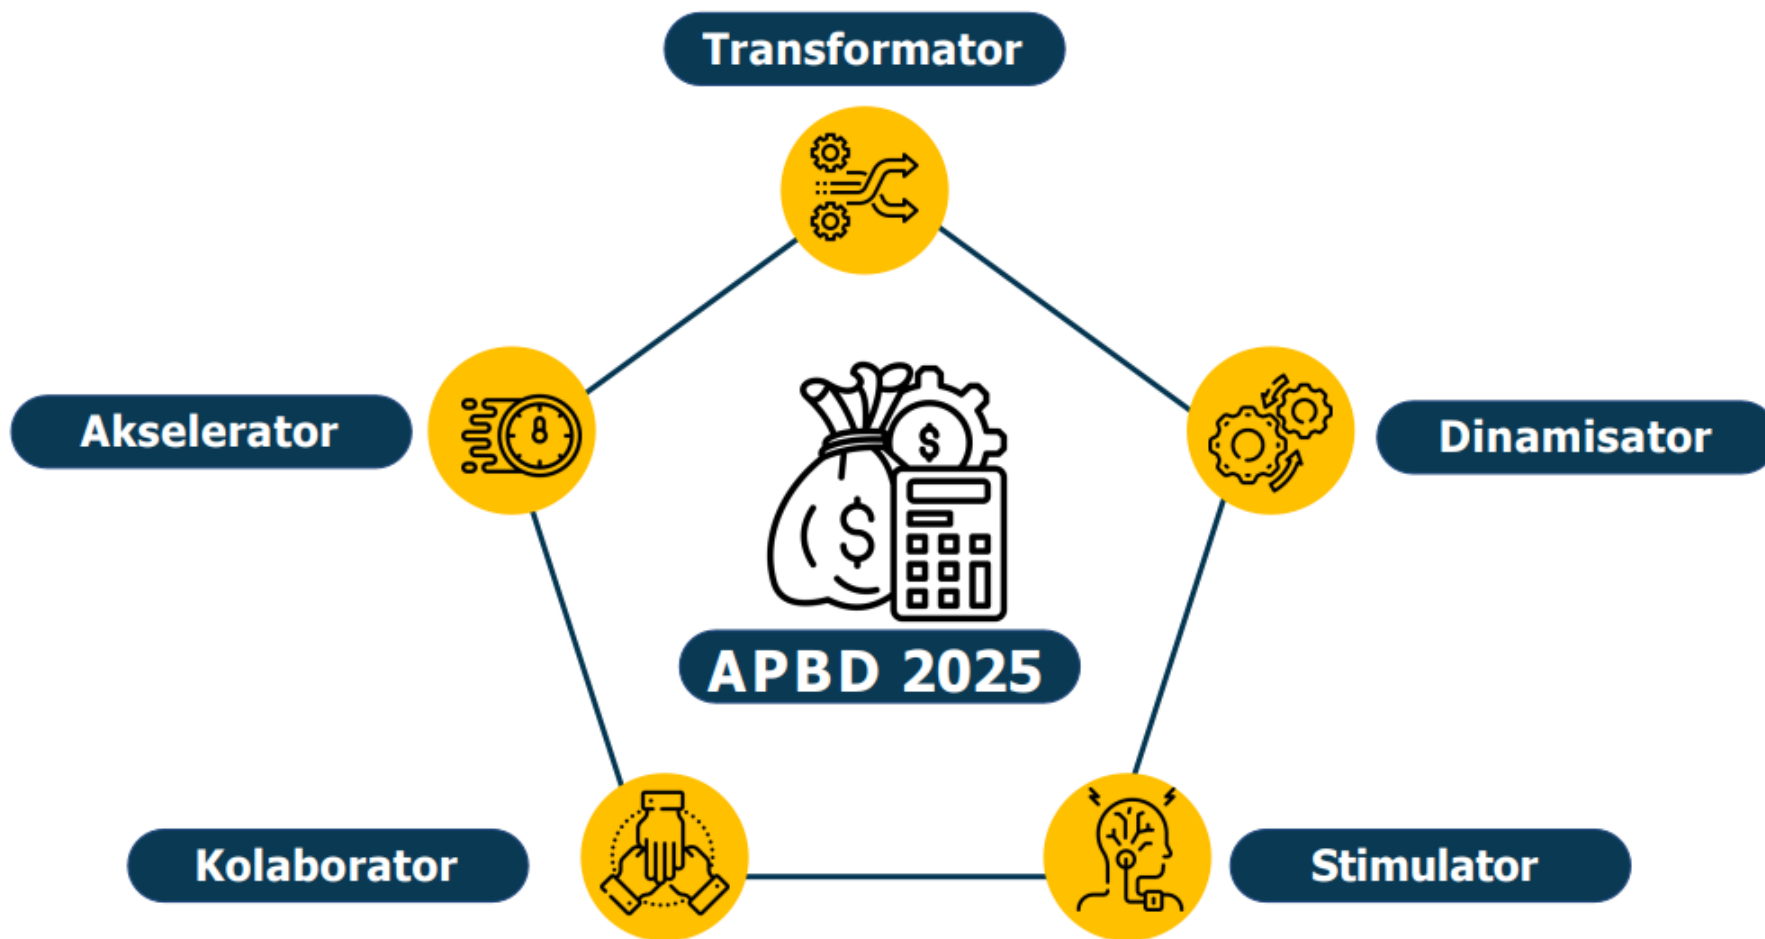 Transformator
Akselerator
Dinamisator
APBD 2025
Kolaborator
Stimulator